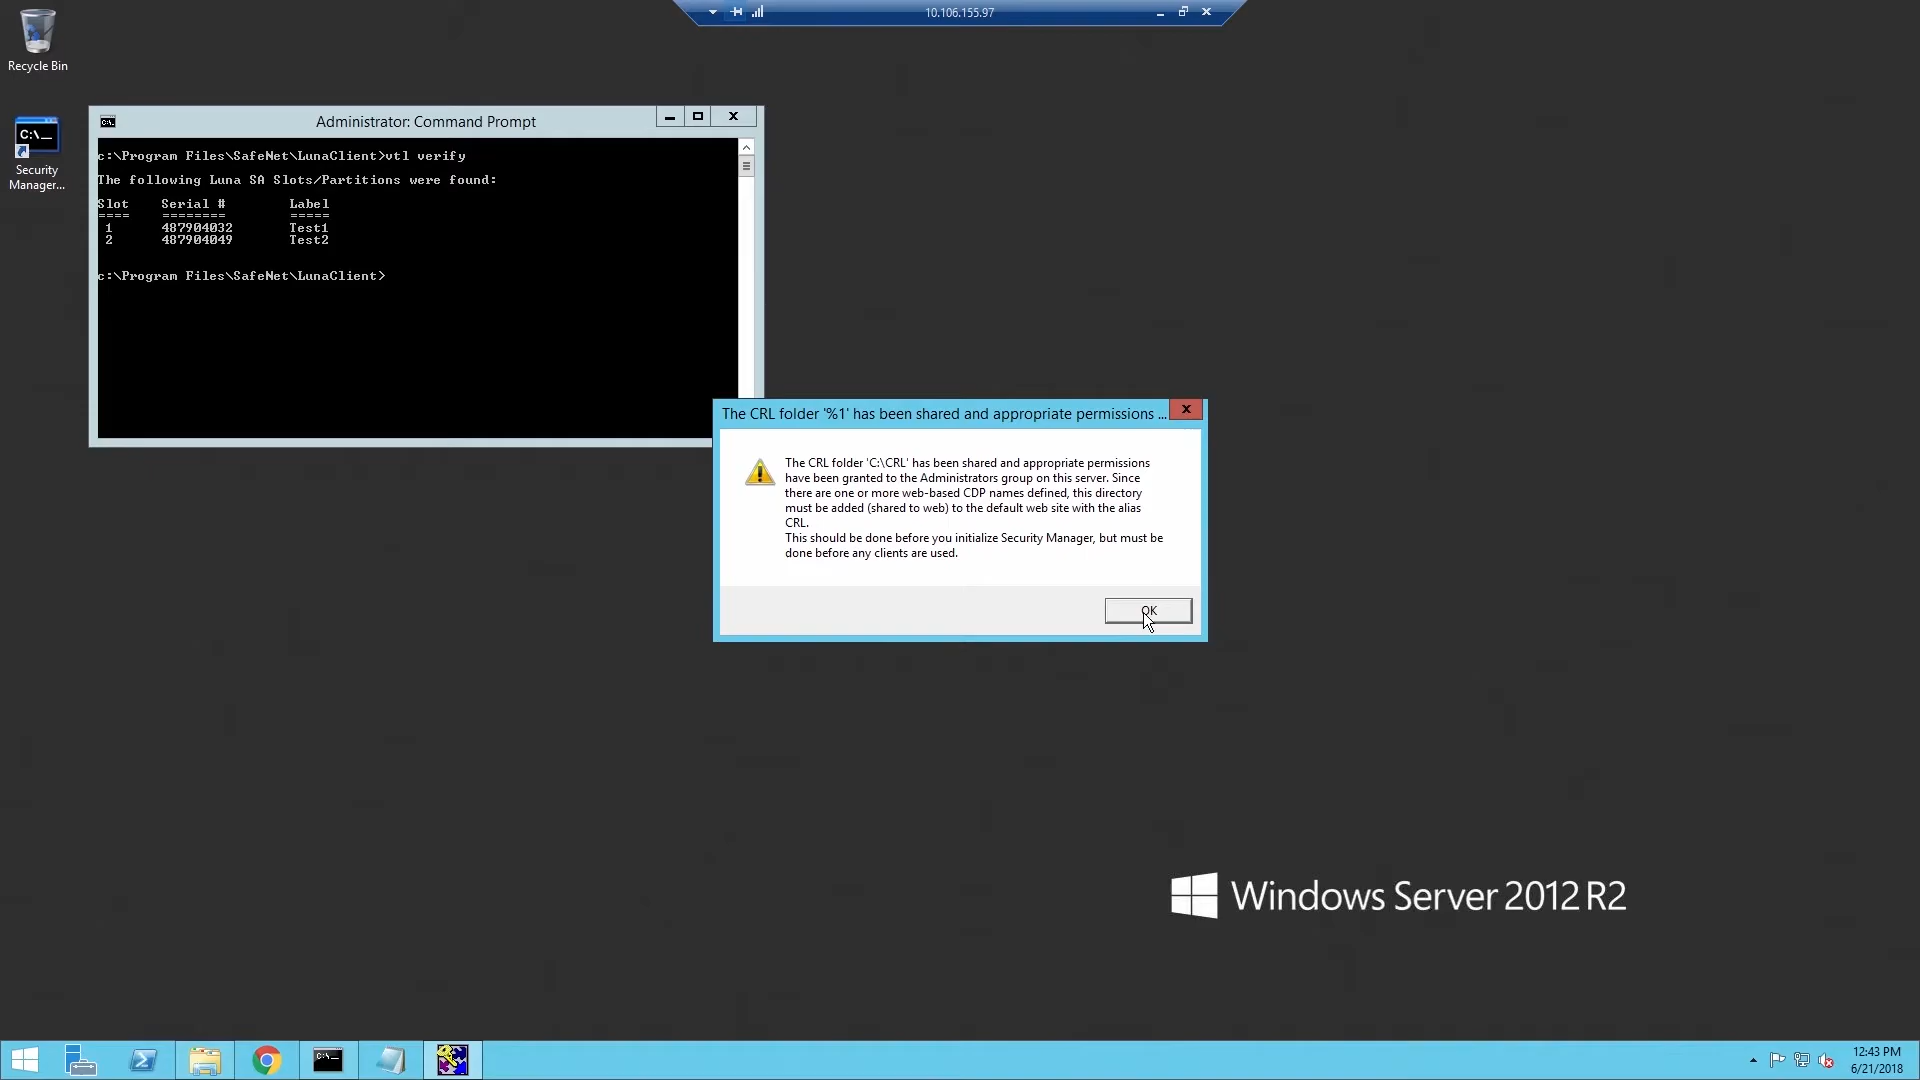 10.106.155.97
Recycle Bin
C:\__
Security
Manager...
Administrator: Command Prompt
c:\Program Files\SafeNet\LunaClient>vtl verify
The following Luna SA Slots/Partitions were found:
Slot Serial # Label
==== ======== =====
1 487904032 Test1
2 487904049 Test2
c:\Program Files\SafeNet\LunaClient>
The CRL folder '%1' has been shared and appropriate permissions ...
The CRL folder 'C:\CRL' has been shared and appropriate permissions
have been granted to the Administrators group on this server. Since
there are one or more web-based CDP names defined, this directory
must be added (shared to web) to the default web site with the alias
CRL.
This should be done before you initialize Security Manager, but must be
done before any clients are used.
OK
Windows Server 2012 R2
12:43 PM
6/21/2018